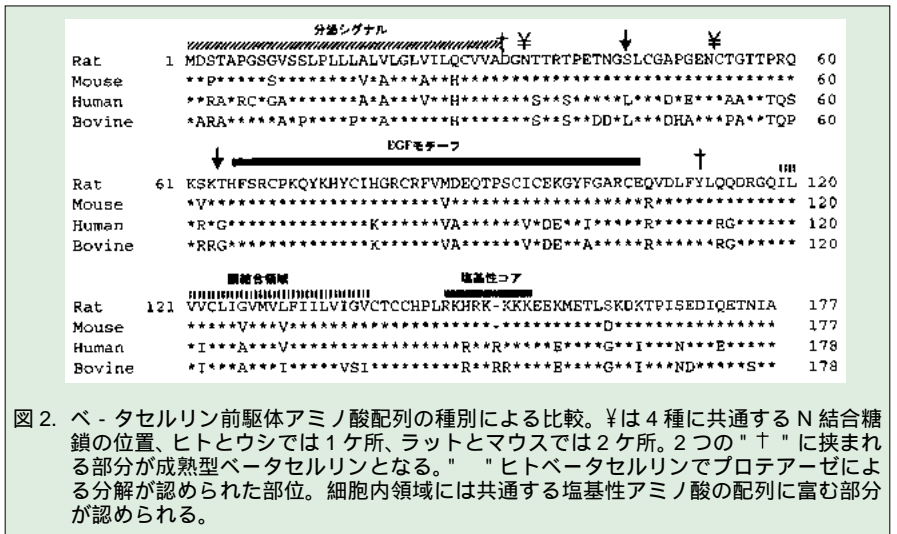 分泌シグナル
† ¥ ↓ ¥
Rat 1 MDSTAPGSGVSSLPLLLALVLGLVILQCVVADGNTTRTPETNGSLCGAPGENCTGTTPRQ 60
Mouse **P******S********V*A***A**H******************************** 60
Human **RA*RC*GA********A*A***V**H*******S**S*****L***D*E***AA**TQS 60
Bovine *ARA*****A*P****P**A*******H*******S**S**DD*L***DHA***PA**TQP 60
EGFモチーフ
↓ †
Rat 61 KSKTHFSRCPKQYKHYCIHGRCRFVMDEQTPSCICEKGYFGARCEQVDLFYLQQDRGQIL 120
Mouse *V***********************V******************R************** 120
Human *R*G**************K******VA*******V*DE**I*****R*******RG***** 120
Bovine *RRG**************K******VA*******V*DE**A*****R*******RG***** 120
膜結合領域 塩基性コア
Rat 121 VVCLIGVMVLFIILVIGVCTCCHPLRKHRK-KKKEEKMETLSKDKTPISEDIQETNIA 177
Mouse *****V***********************-************D************** 177
Human *I***A***V*****************R**R*****E****G**I***N***E***** 178
Bovine *I***A***I*****VSI*********R**RR****E****G**I***ND*****S** 178
図 2. ベ - タセルリン前駆体アミノ酸配列の種別による比較。¥は 4 種に共通する N 結合糖
鎖の位置、ヒトとウシでは 1 ケ所、ラットとマウスでは 2 ケ所。2 つの " † " に挟まれ
る部分が成熟型ベータセルリンとなる。" " ヒトベータセルリンでプロテアーゼによ
る分解が認められた部位。細胞内領域には共通する塩基性アミノ酸の配列に富む部分
が認められる。